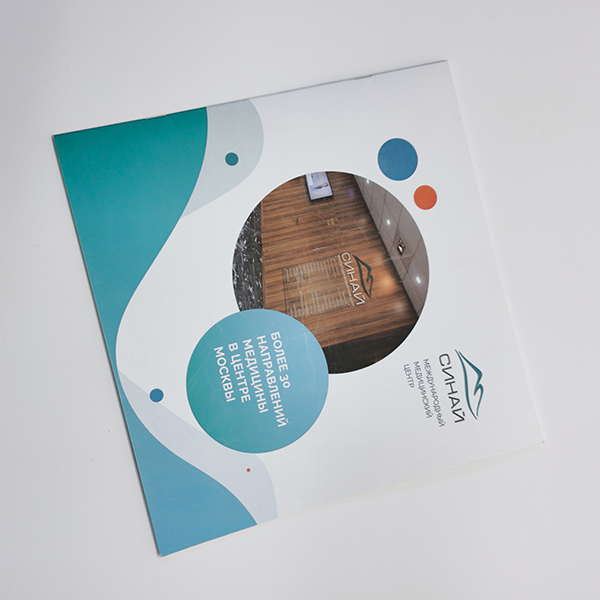 СИНАЙ
МЕЖДУНАРОДНЫЙ
МЕДИЦИНСКИЙ
ЦЕНТР
СИНАЙ
БОЛЕЕ 30
НАПРАВЛЕНИЙ
МЕДИЦИНЫ
В ЦЕНТРЕ
МОСКВЫ